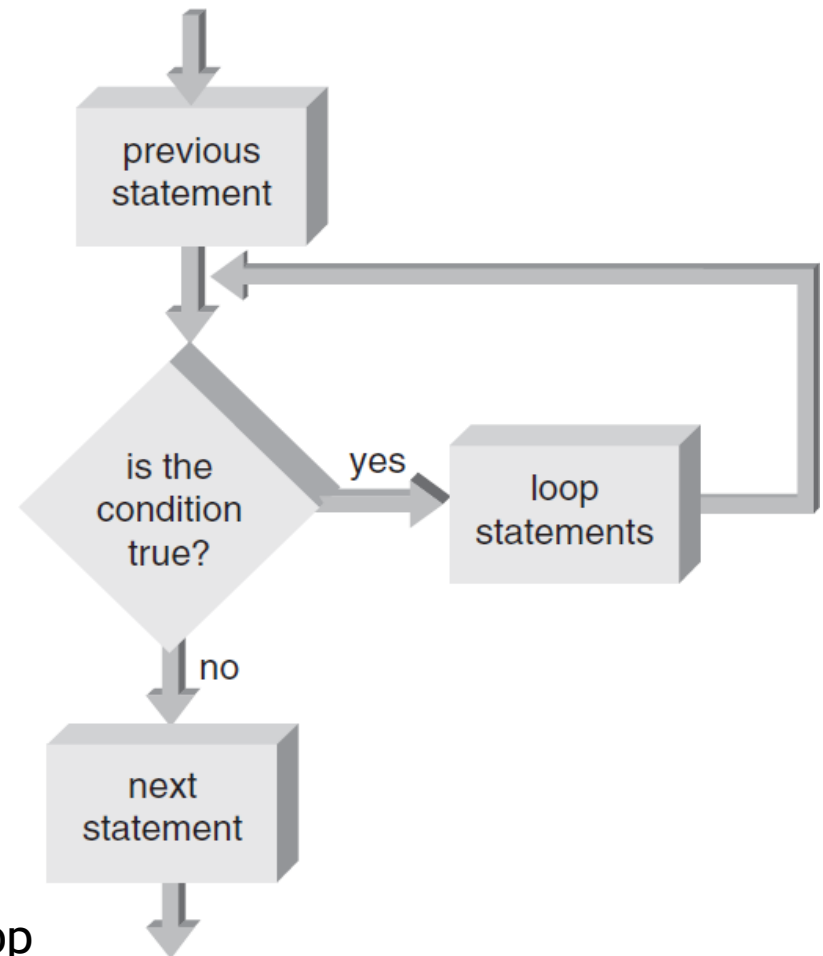 previous
statement
is the
condition
true?
yes
loop
statements
no
next
statement